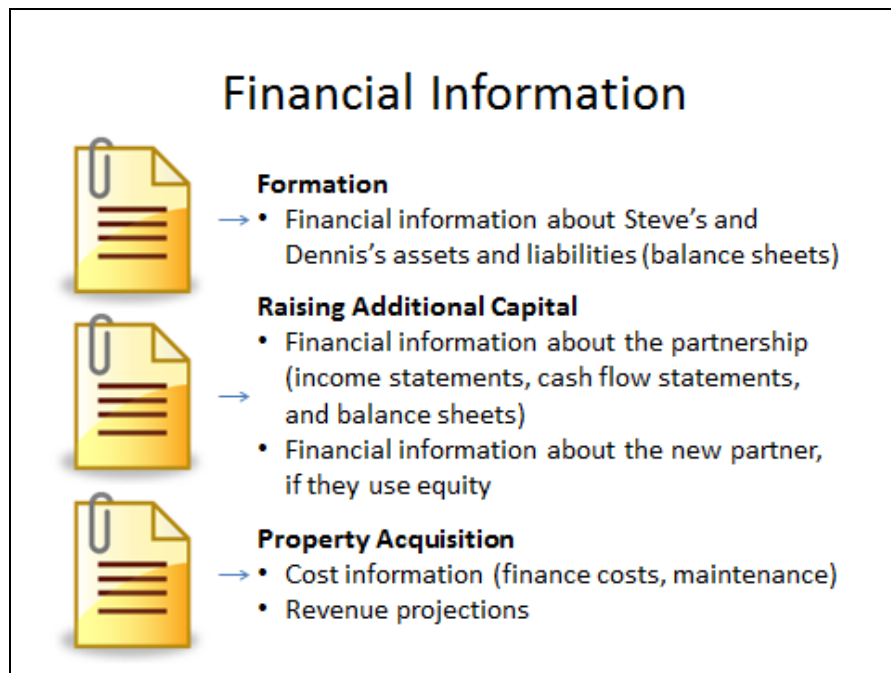 Financial Information
Formation
• Financial information about Steve's and
Dennis's assets and liabilities (balance sheets)
Raising Additional Capital
• Financial information about the partnership
(income statements, cash flow statements,
and balance sheets)
• Financial information about the new partner,
if they use equity
Property Acquisition
• Cost information (finance costs, maintenance)
• Revenue projections